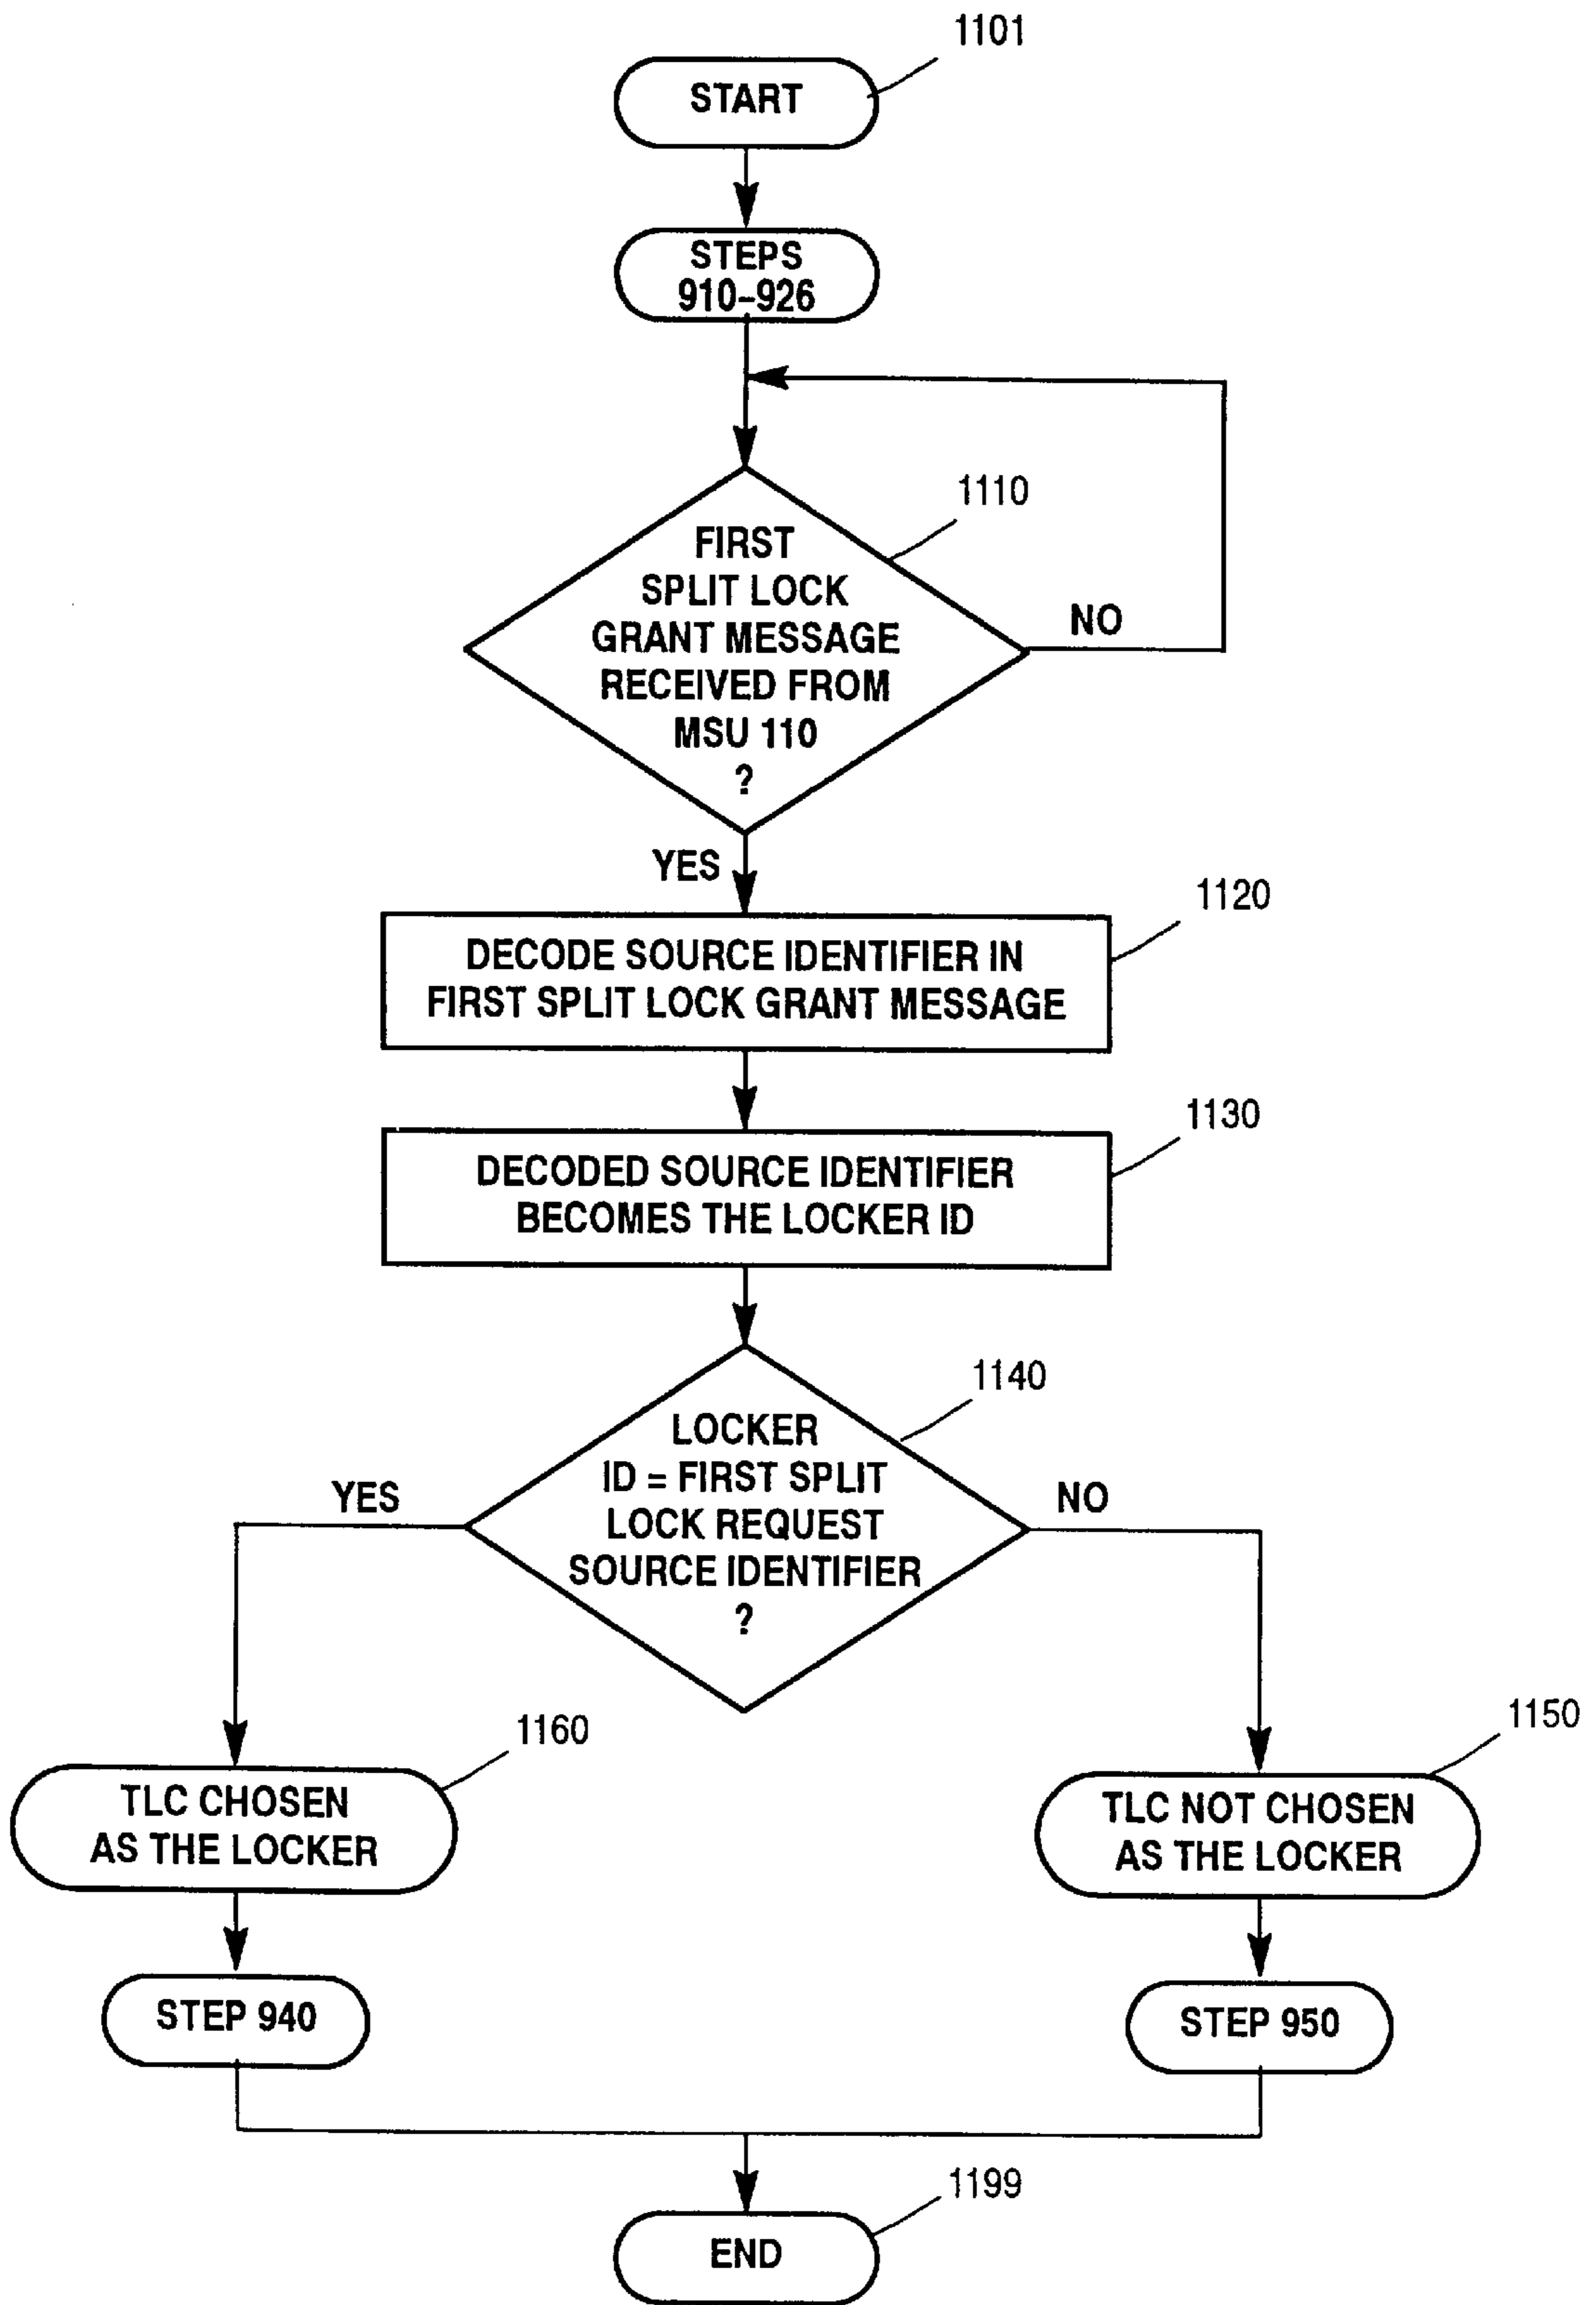 1101
START
STEPS
910-926
1110
FIRST
SPLIT LOCK
GRANT MESSAGE
RECEIVED FROM
MSU 110
?
NO
YES
1120
DECODE SOURCE IDENTIFIER IN
FIRST SPLIT LOCK GRANT MESSAGE
1130
DECODED SOURCE IDENTIFIER
BECOMES THE LOCKER ID
1140
LOCKER
ID = FIRST SPLIT
LOCK REQUEST
SOURCE IDENTIFIER
?
YES
NO
1160
TLC CHOSEN
AS THE LOCKER
1150
TLC NOT CHOSEN
AS THE LOCKER
STEP 940
STEP 950
1199
END